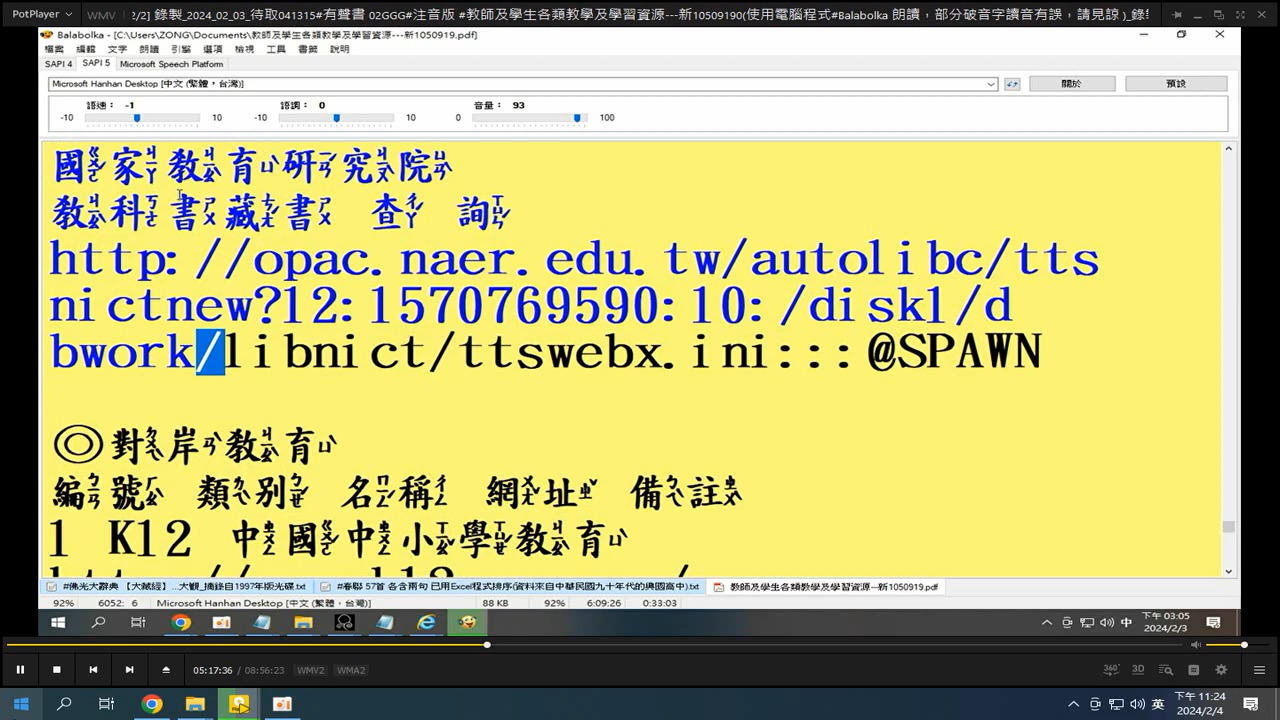 PotPlayer WMV 2/2] 錄製_2024_02_03_待取041315#有聲書 02GGG#注音版 #教師及學生各類教學及學習資源---新10509190(使用電腦程式#Balabolka 朗讀，部分破音字讀音有誤，請見諒 )_錄
Balabolka - [C:\Users\ZONG\Documents\教師及學生各類教學及學習資源---新1050919.pdf]
檔案 編輯 文字 朗讀 引擎 選項 檢視 工具 書籤 說明
SAPI 4 SAPI 5 Microsoft Speech Platform
Microsoft Hanhan Desktop [中文 (繁體，台灣)] 關於 預設
語速： -1 語調： 0 音量： 93
-10 10 -10 10 0 100
國家教育研究院
教科書藏書 查 詢
http://opac.naer.edu.tw/autolibc/tts
nictnew?12:1570769590:10:/disk1/d
bwork/libnict/ttswebx.ini:::@SPAWN
◎對岸教育
編號 類別 名稱 網址 備註
1 K12 中國中小學教育
#佛光大辭典 【大藏經】...大觀_摘錄自1997年版光碟.txt #春聯 57首 各含兩句 已用Excel程式排序(資料來自中華民國九十年代的典國高中).txt 教師及學生各類教學及學習資源---新1050919.pdf
92% 6052: 6 Microsoft Hanhan Desktop [中文 (繁體，台灣)] 88 KB 92% 6:09:26 0:33:03
中 下午 03:05
2024/2/3
05:17:36 / 08:56:23 WMV2 WMA2 360° 3D
英 下午 11:24
2024/2/4